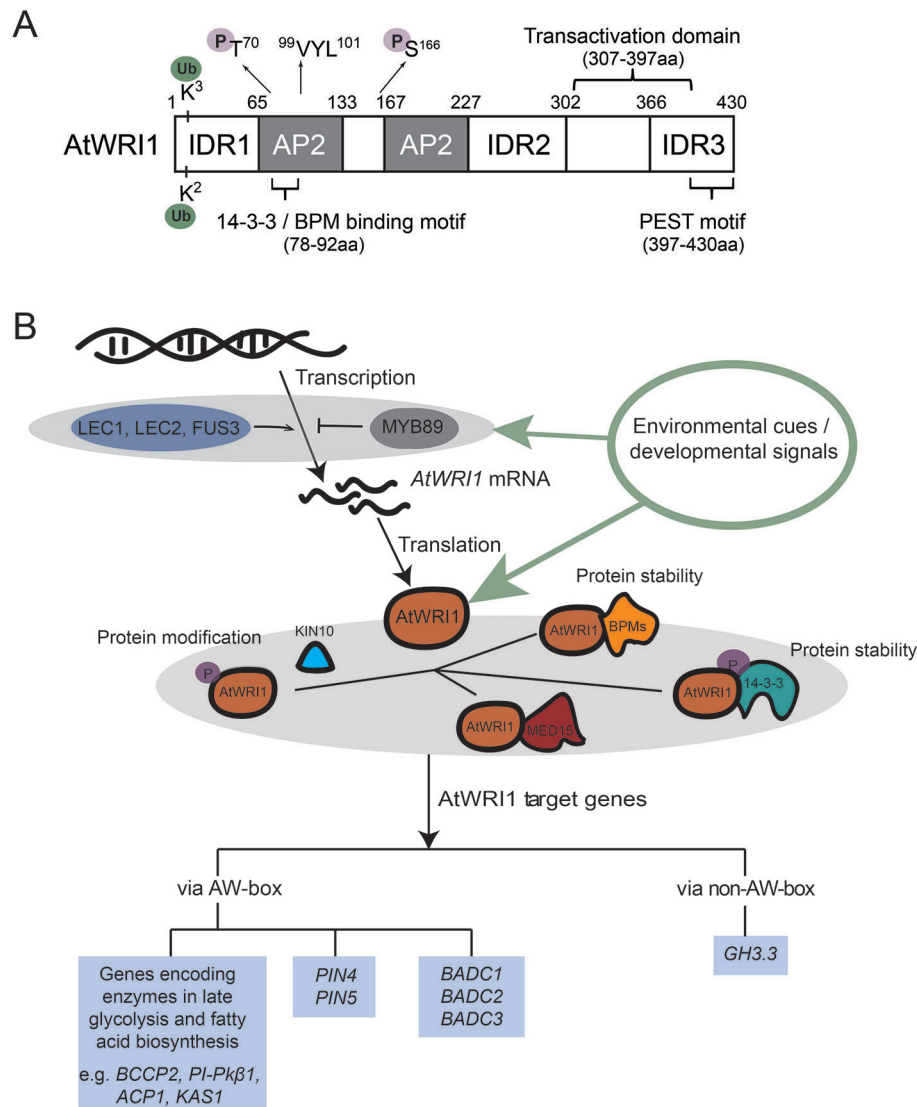 A
P T70 99VYL101 P S166
Transactivation domain
(307-397aa)
Ub
K3
1 65 133 167 227 302 366 430
AtWRI1 IDR1 AP2 AP2 IDR2 IDR3
K2
Ub
14-3-3 / BPM binding motif
(78-92aa)
PEST motif
(397-430aa)
B
Transcription
LEC1, LEC2, FUS3
MYB89
Environmental cues /
developmental signals
AtWRI1 mRNA
Translation
AtWRI1
Protein stability
AtWRI1 BPMs
Protein modification
KIN10
P
AtWRI1
Protein stability
P
AtWRI1 14-3-3
AtWRI1 MED15
AtWRI1 target genes
via AW-box
via non-AW-box
Genes encoding
enzymes in late
glycolysis and fatty
acid biosynthesis
e.g. BCCP2, PI-Pkβ1,
ACP1, KAS1
PIN4
PIN5
BADC1
BADC2
BADC3
GH3.3